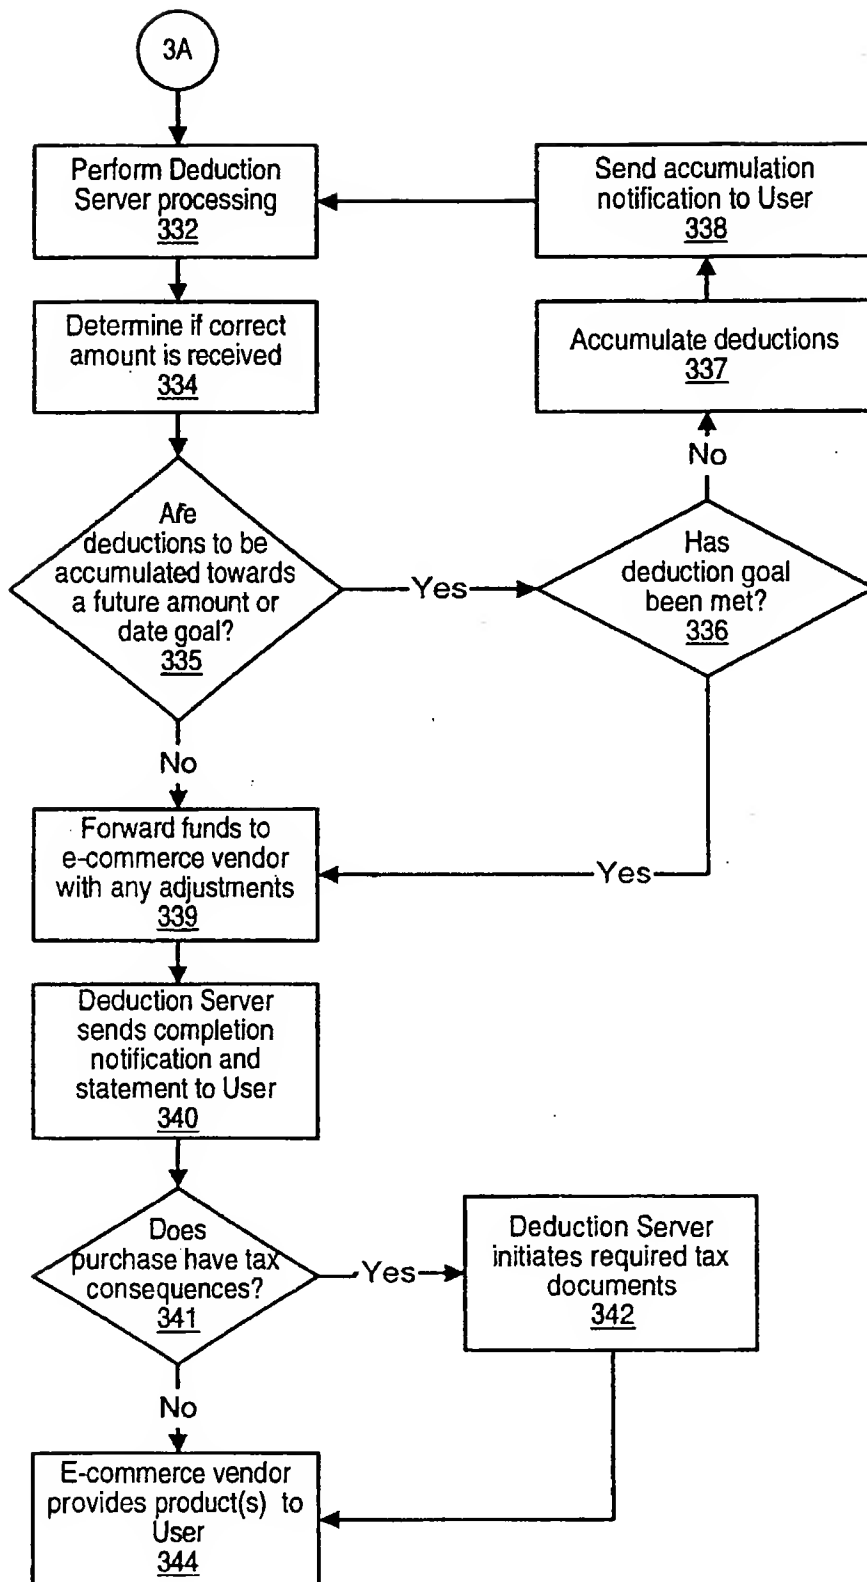 3A
Perform Deduction
Server processing
332
Send accumulation
notification to User
338
Determine if correct
amount is received
334
Accumulate deductions
337
No
Are
deductions to be
accumulated towards
a future amount or
date goal?
335
Yes
Has
deduction goal
been met?
336
No
Yes
Forward funds to
e-commerce vendor
with any adjustments
339
Deduction Server
sends completion
notification and
statement to User
340
Does
purchase have tax
consequences?
341
Yes
Deduction Server
initiates required tax
documents
342
No
E-commerce vendor
provides product(s) to
User
344